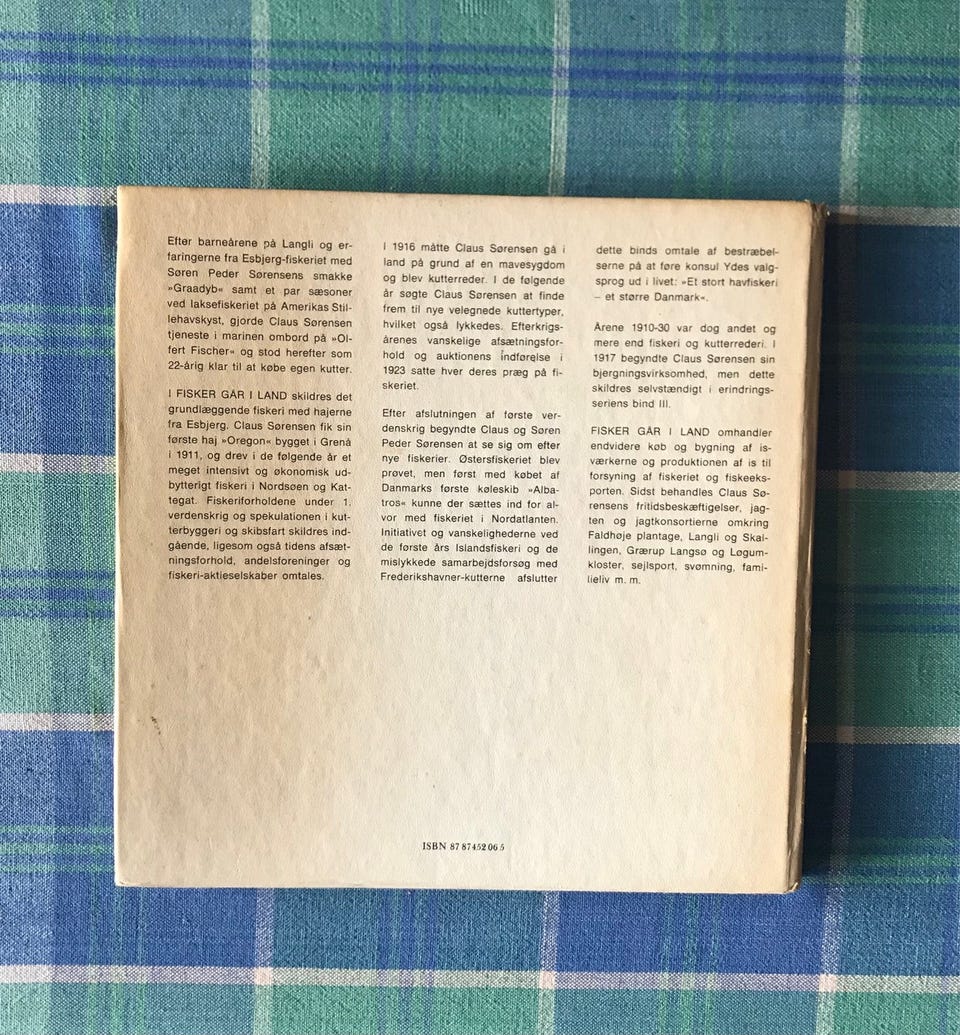 Efter barneårene på Langli og er-
faringerne fra Esbjerg-fiskeriet med
Søren Peder Sørensens smakke
»Graadyb« samt et par sæsoner
ved laksefiskeriet på Amerikas Stil-
lehavskyst, gjorde Claus Sørensen
tjeneste i marinen ombord på »Ol-
fert Fischer« og stod herefter som
22-årig klar til at købe egen kutter.
I FISKER GÅR I LAND skildres det
grundlæggende fiskeri med hajerne
fra Esbjerg. Claus Sørensen fik sin
første haj »Oregon« bygget i Grenå
i 1911, og drev i de følgende år et
meget intensivt og økonomisk ud-
bytterigt fiskeri i Nordsøen og Kat-
tegat. Fiskeriforholdene under 1.
verdenskrig og spekulationen i kut-
terbyggeri og skibsfart skildres ind-
gående, ligesom også tidens afsæt-
ningsforhold, andelsforeninger og
fiskeri-aktieselskaber omtales.
I 1916 måtte Claus Sørensen gå i
land på grund af en mavesygdom
og blev kutterreder. I de følgende
år søgte Claus Sørensen at finde
frem til nye velegnede kuttertyper,
hvilket også lykkedes. Efterkrigs-
årenes vanskelige afsætningsfor-
hold og auktionens indførelse i
1923 satte hver deres præg på fi-
skeriet.
Efter afslutningen af første ver-
denskrig begyndte Claus og Søren
Peder Sørensen at se sig om efter
nye fiskerier. Østersfiskeriet blev
prøvet, men først med købet af
Danmarks første køleskib »Alba-
tros« kunne der sættes ind for al-
vor med fiskeriet i Nordatlanten.
Initiativet og vanskelighederne ved
de første års Islandsfiskeri og de
mislykkede samarbejdsforsøg med
Frederikshavner-kutterne afslutter
dette binds omtale af bestræbel-
serne på at føre konsul Ydes valg-
sprog ud i livet: »Et stort havfiskeri
– et større Danmark«.
Årene 1910-30 var dog andet og
mere end fiskeri og kutterrederi. I
1917 begyndte Claus Sørensen sin
bjergningsvirksomhed, men dette
skildres selvstændigt i erindrings-
seriens bind III.
FISKER GÅR I LAND omhandler
endvidere køb og bygning af is-
værkerne og produktionen af is til
forsyning af fiskeriet og fiskeeks-
porten. Sidst behandles Claus Sø-
rensens fritidsbeskæftigelser, jag-
ten og jagtkonsortierne omkring
Faldhøje plantage, Langli og Skal-
lingen, Grærup Langsø og Løgum-
kloster, sejlsport, svømning, fami-
lieliv m. m.
ISBN 87 87452 06 5